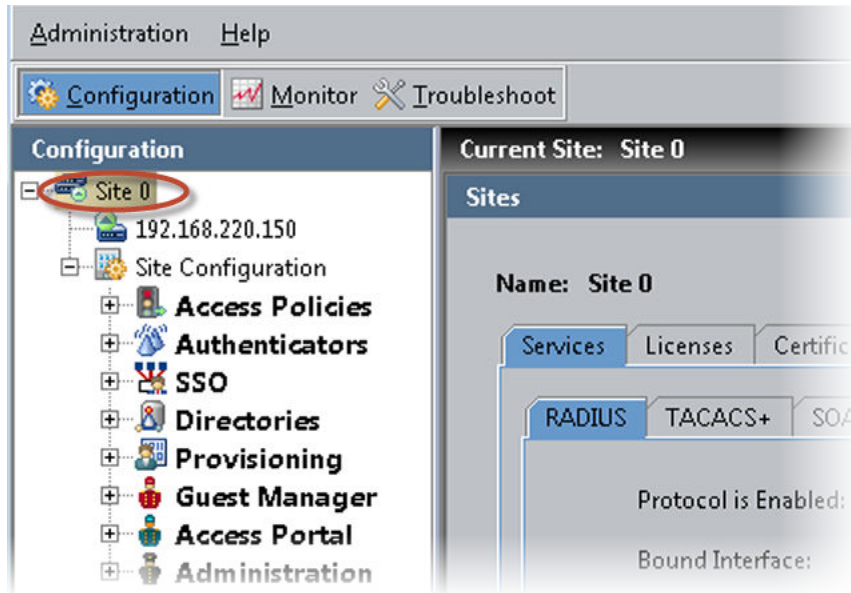 Administration Help
Configuration Monitor Troubleshoot
Configuration
Site 0
192.168.220.150
Site Configuration
Access Policies
Authenticators
SSO
Directories
Provisioning
Guest Manager
Access Portal
Administration
Current Site: Site 0
Sites
Name: Site 0
Services Licenses Certific
RADIUS TACACS+ SOA
Protocol is Enabled:
Bound Interface: